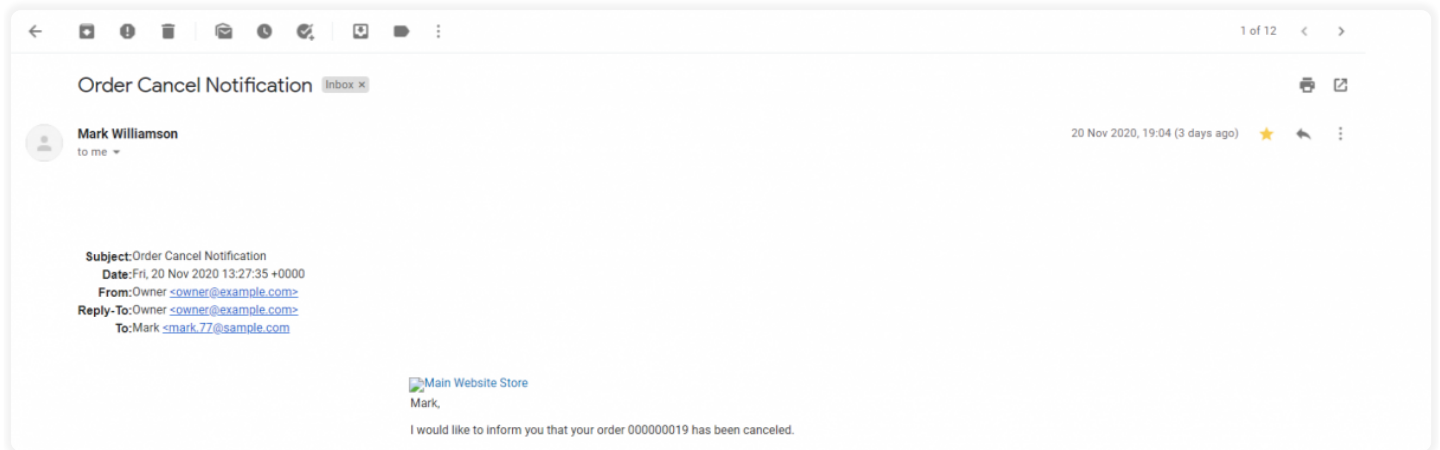 1 of 12
Order Cancel Notification Inbox ×
Mark Williamson
20 Nov 2020, 19:04 (3 days ago)
to me
Subject:Order Cancel Notification
Date:Fri, 20 Nov 2020 13:27:35 +0000
From:Owner <owner@example.com>
Reply-To:Owner <owner@example.com>
To:Mark <mark.77@sample.com
Main Website Store
Mark,
I would like to inform you that your order 000000019 has been canceled.